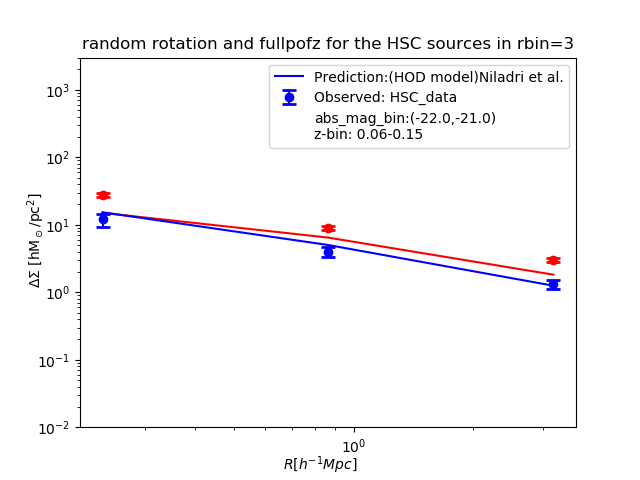 random rotation and fullpofz for the HSC sources in rbin=3
Prediction:(HOD model)Niladri et al.
Observed: HSC_data
abs_mag_bin:(-22.0,-21.0)
z-bin: 0.06-0.15
ΔΣ [hM⊙/pc²]
10³
10²
10¹
10⁰
10⁻¹
10⁻²
10⁰
R[h⁻¹Mpc]